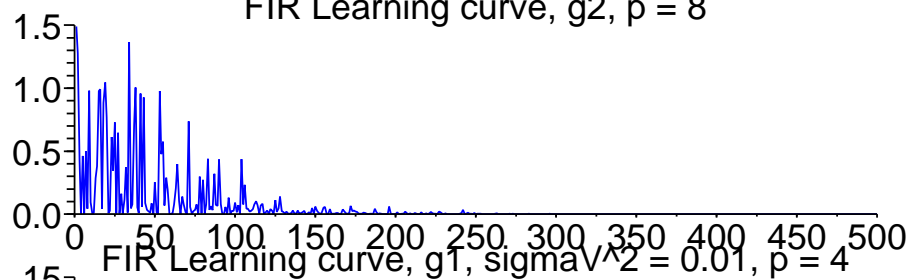 FIR Learning curve, g2, p = 8
1.5
1.0
0.5
0.0
0 50 100 150 200 250 300 350 400 450 500
FIR Learning curve, g1, sigmaV^2 = 0.01, p = 4
15